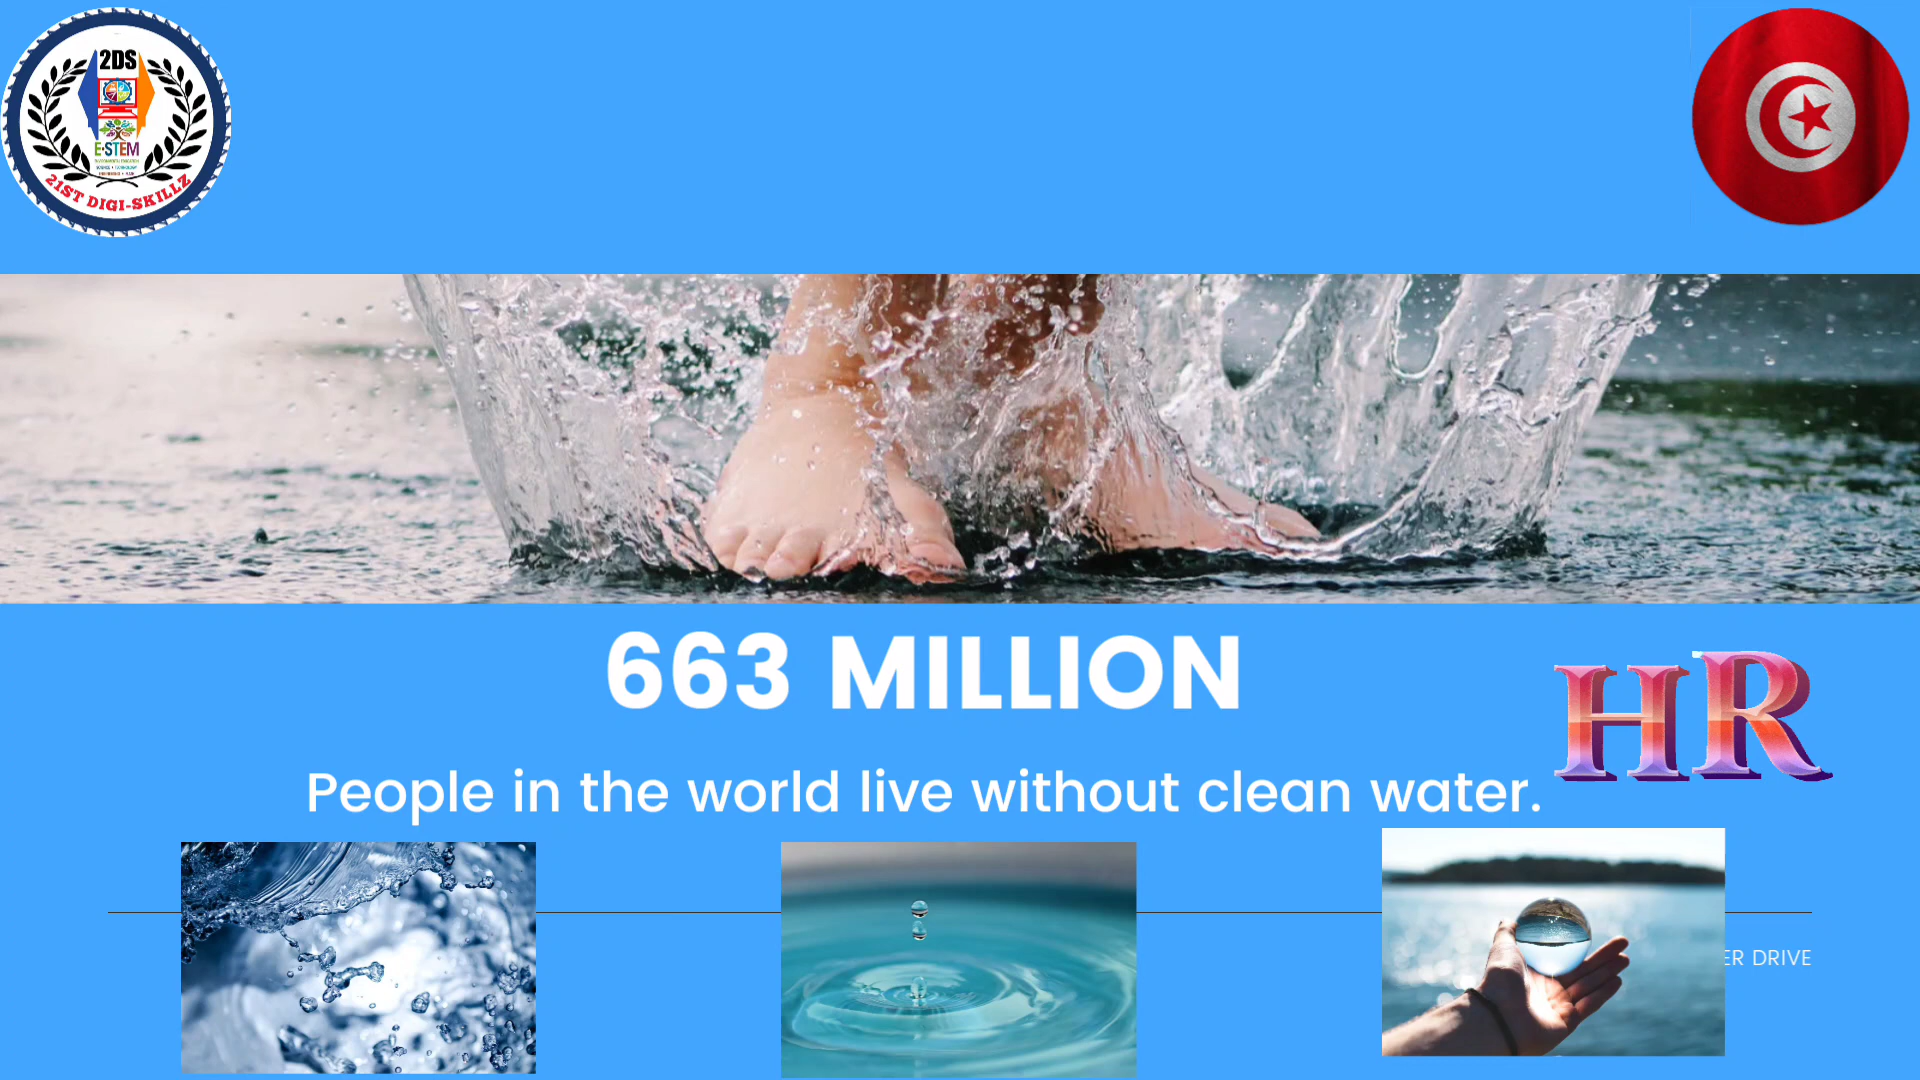 2DS
E·STEM
21ST DIGI-SKILLZ
663 MILLION
HR
People in the world live without clean water.
ER DRIVE